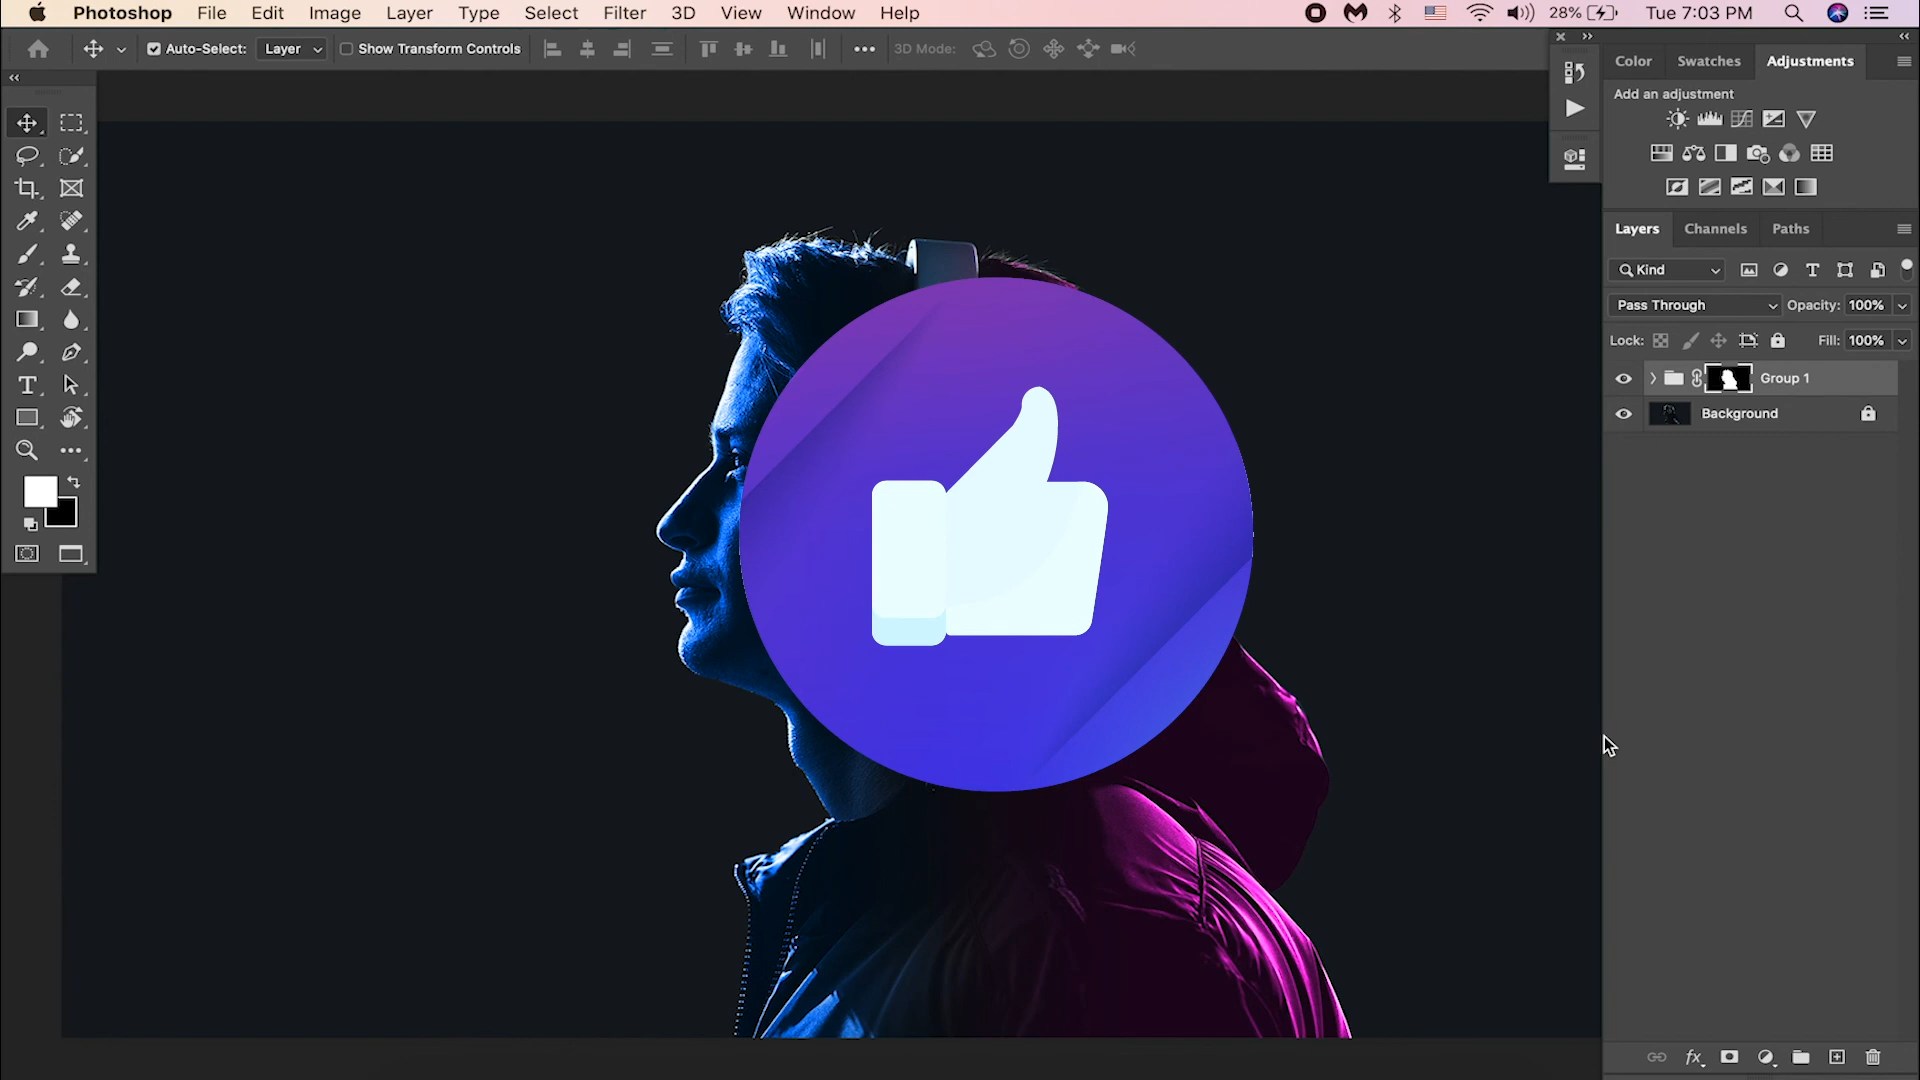 Photoshop File Edit Image Layer Type Select Filter 3D View Window Help 28% Tue 7:03 PM
Auto-Select: Layer Show Transform Controls 3D Mode:
Color Swatches Adjustments
Add an adjustment
Layers Channels Paths
Kind
Pass Through Opacity: 100%
Lock: Fill: 100%
Group 1
Background
fx